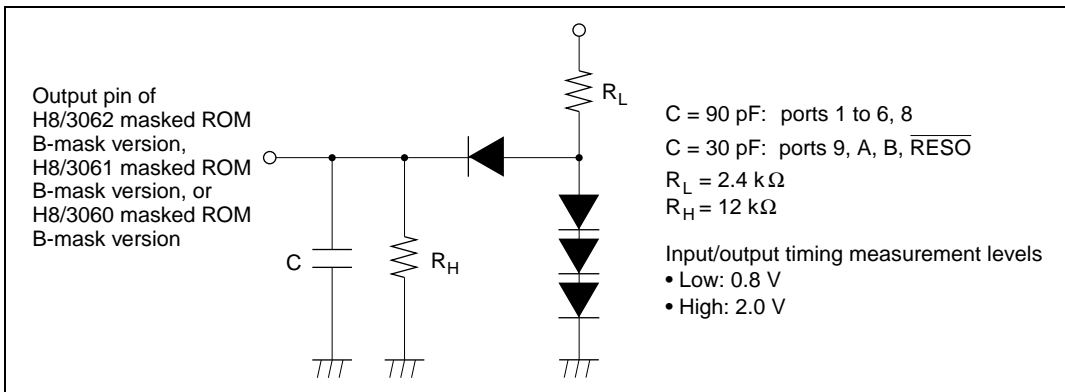 Output pin of
H8/3062 masked ROM
B-mask version,
H8/3061 masked ROM
B-mask version, or
H8/3060 masked ROM
B-mask version
C
R_H
R_L
C = 90 pF: ports 1 to 6, 8
C = 30 pF: ports 9, A, B, R̅E̅S̅O̅
R_L = 2.4 kΩ
R_H = 12 kΩ
Input/output timing measurement levels
• Low: 0.8 V
• High: 2.0 V